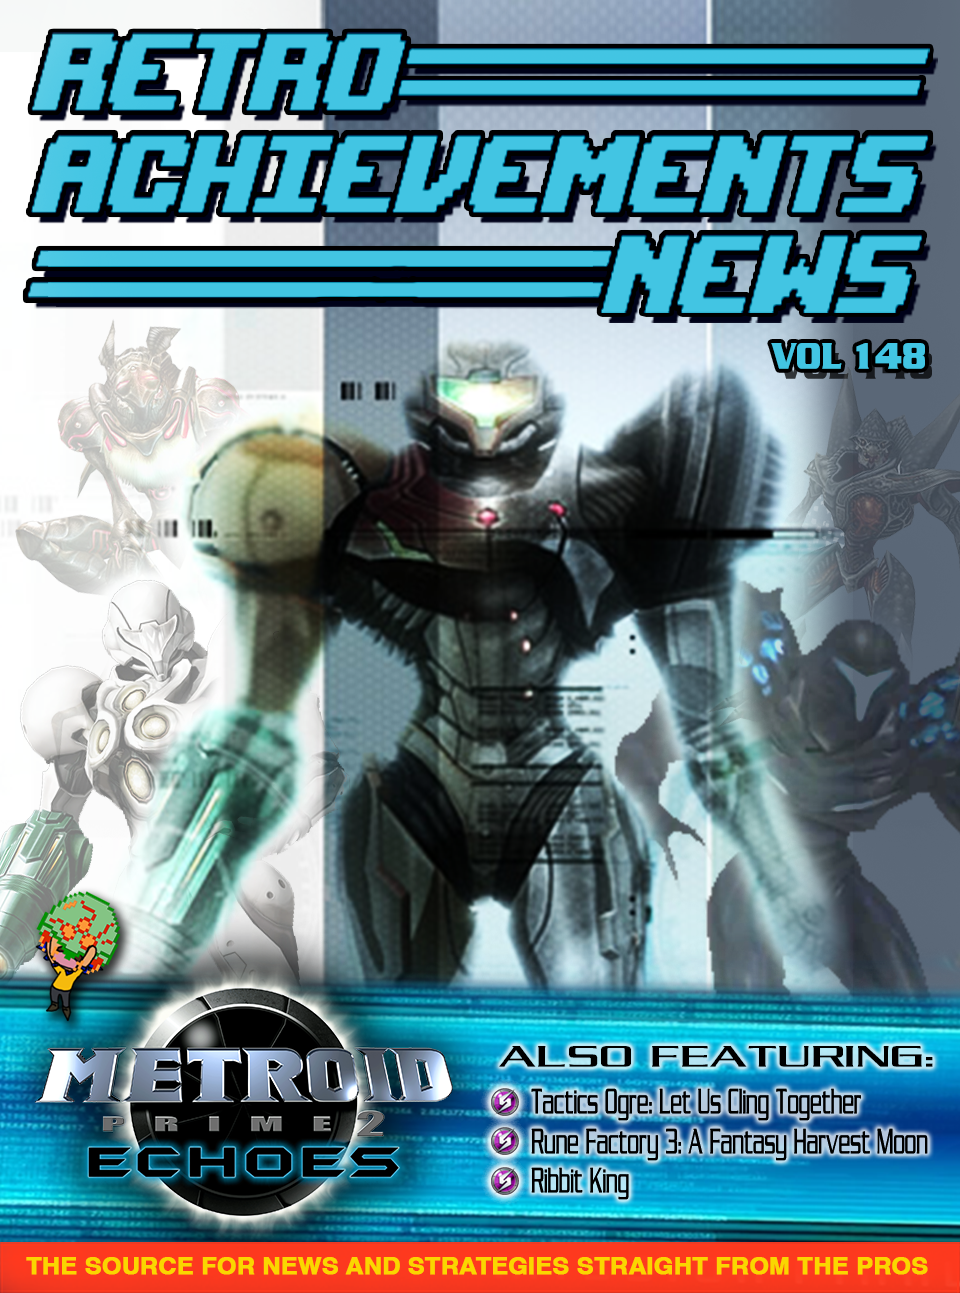 RETRO
ACHIEVEMENTS
NEWS
VOL 148
METROID
PRIME 2
ECHOES
ALSO FEATURING:
Tactics Ogre: Let Us Cling Together
Rune Factory 3: A Fantasy Harvest Moon
Ribbit King
THE SOURCE FOR NEWS AND STRATEGIES STRAIGHT FROM THE PROS